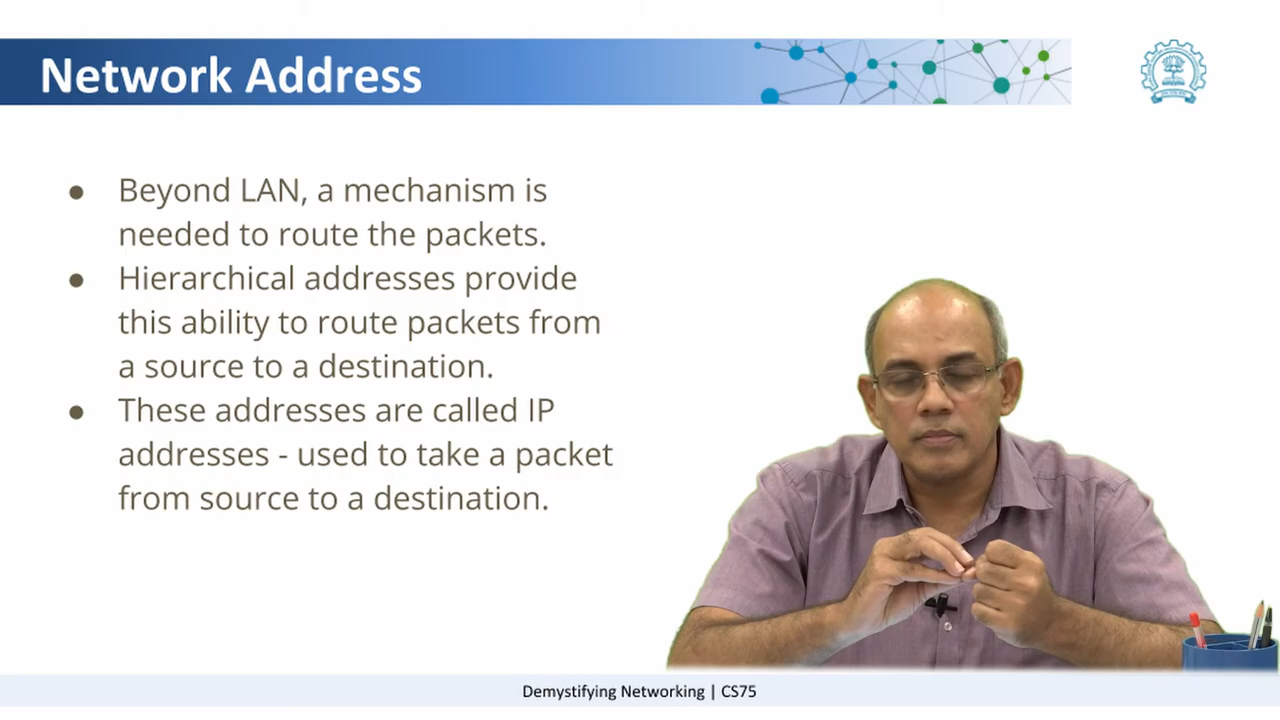 Network Address
● Beyond LAN, a mechanism is
needed to route the packets.
● Hierarchical addresses provide
this ability to route packets from
a source to a destination.
● These addresses are called IP
addresses - used to take a packet
from source to a destination.
Demystifying Networking | CS75